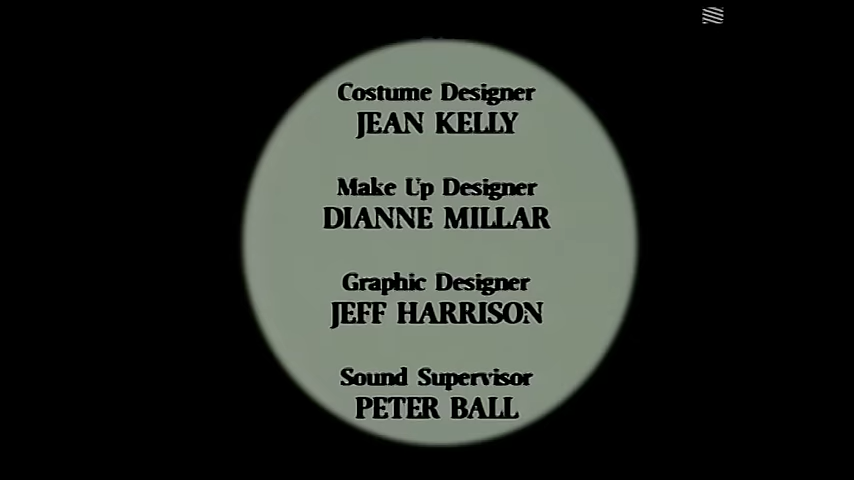 Costume Designer
JEAN KELLY
Make Up Designer
DIANNE MILLAR
Graphic Designer
JEFF HARRISON
Sound Supervisor
PETER BALL